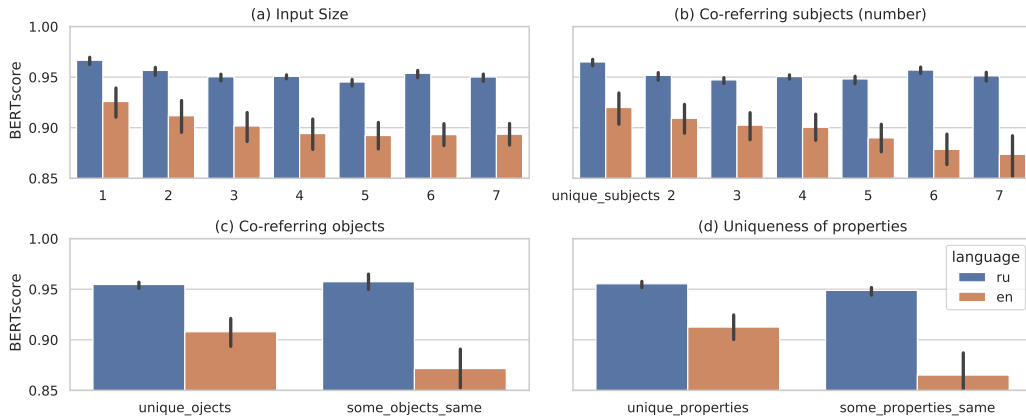 (a) Input Size
(b) Co-referring subjects (number)
1.00
0.95
0.90
0.85
BERTscore
1 2 3 4 5 6 7
unique_subjects 2 3 4 5 6 7
(c) Co-referring objects
(d) Uniqueness of properties
1.00
0.95
0.90
0.85
BERTscore
language
ru
en
unique_ojects some_objects_same
unique_properties some_properties_same